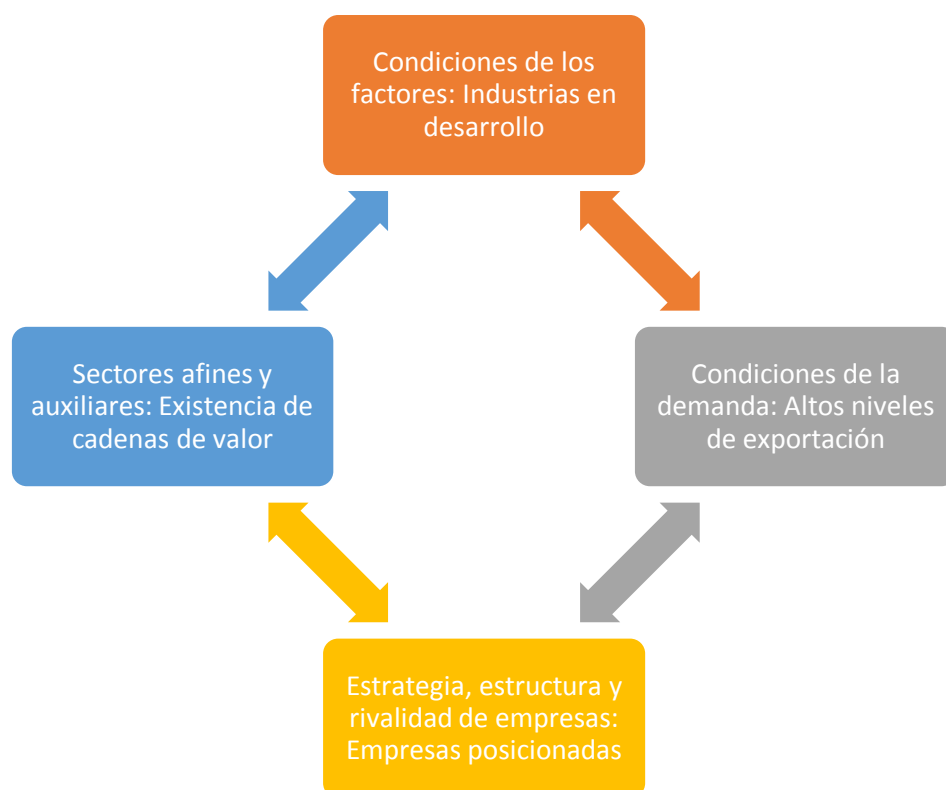 Condiciones de los
factores: Industrias en
desarrollo
Sectores afines y
auxiliares: Existencia de
cadenas de valor
Condiciones de la
demanda: Altos niveles
de exportación
Estrategia, estructura y
rivalidad de empresas:
Empresas posicionadas